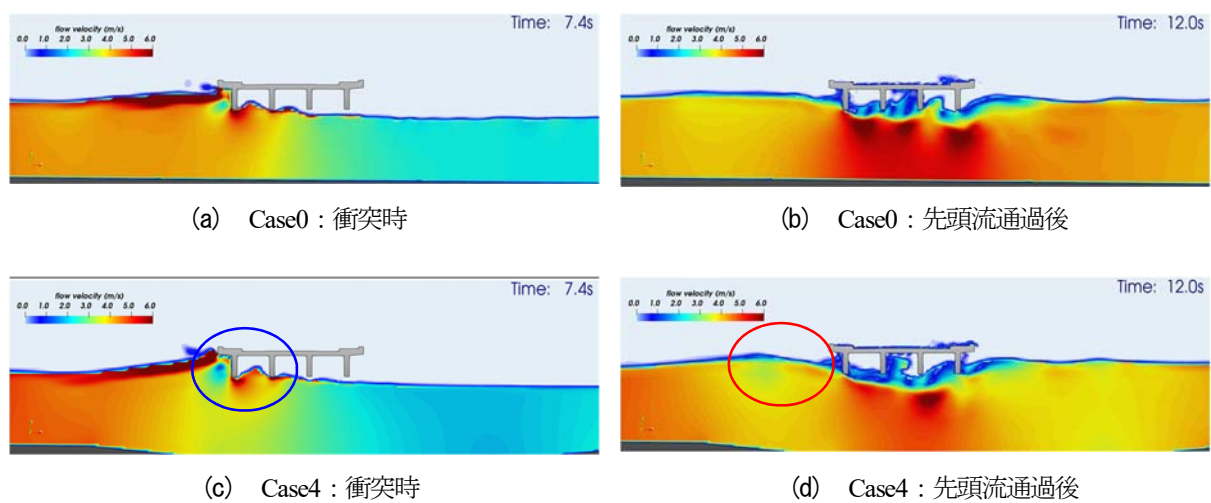 flow velocity (m/s)
0.0 1.0 2.0 3.0 4.0 5.0 6.0
Time: 7.4s
flow velocity (m/s)
0.0 1.0 2.0 3.0 4.0 5.0 6.0
Time: 12.0s
(a) Case0：衝突時
(b) Case0：先頭流通過後
flow velocity (m/s)
0.0 1.0 2.0 3.0 4.0 5.0 6.0
Time: 7.4s
flow velocity (m/s)
0.0 1.0 2.0 3.0 4.0 5.0 6.0
Time: 12.0s
(c) Case4：衝突時
(d) Case4：先頭流通過後